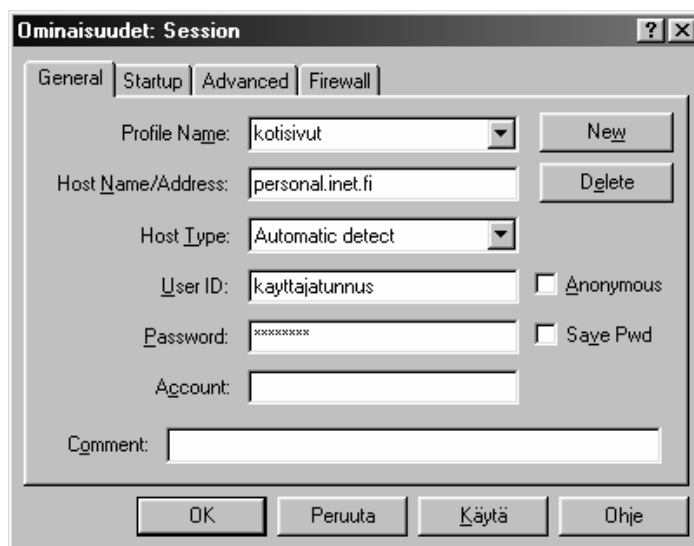 Ominaisuudet: Session
General Startup Advanced Firewall
Profile Name: kotisivut New
Host Name/Address: personal.inet.fi Delete
Host Type: Automatic detect
User ID: kayttajatunnus Anonymous
Password: ******** Save Pwd
Account:
Comment:
OK Peruuta Käytä Ohje